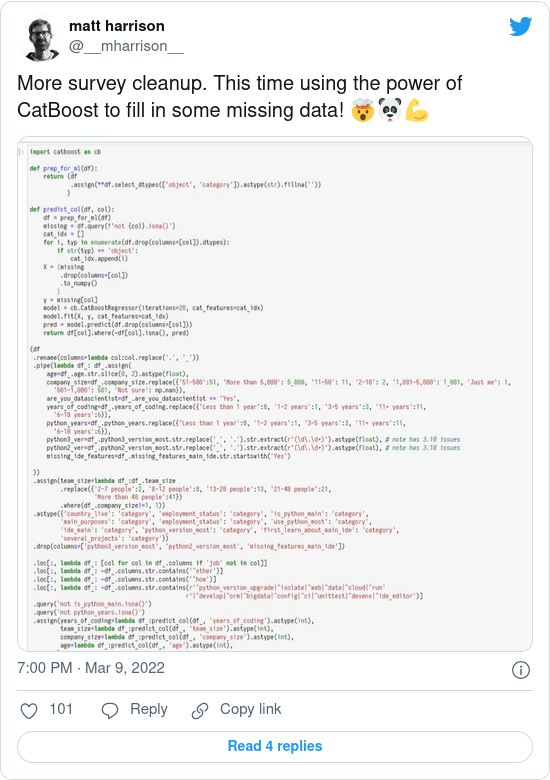 matt harrison
@__mharrison__
More survey cleanup. This time using the power of
CatBoost to fill in some missing data! 🤯🐼💪
import catboost as cb
def prep_for_ml(df):
return (df
.assign(**df.select_dtypes(['object', 'category']).astype(str).fillna(''))
)
def predict_col(df, col):
df = prep_for_ml(df)
missing = df.query(f'not {col}.isna()')
cat_idx = []
for i, typ in enumerate(df.drop(columns=[col]).dtypes):
if str(typ) == 'object':
cat_idx.append(i)
X = (missing
.drop(columns=[col])
.to_numpy()
)
y = missing[col]
model = cb.CatBoostRegressor(iterations=20, cat_features=cat_idx)
model.fit(X, y, cat_features=cat_idx)
pred = model.predict(df.drop(columns=[col]))
return df[col].where(~df[col].isna(), pred)
(df
.rename(columns=lambda col:col.replace('.', '_'))
.pipe(lambda df_: df_.assign(
age=df_.age.str.slice(0, 2).astype(float),
company_size=df_.company_size.replace({'51-500':51, 'More than 5,000': 5_000, '11-50': 11, '2-10': 2, '1,001-5,000': 1_001, 'Just me': 1,
'501-1,000': 501, 'Not sure': np.nan}),
are_you_datascientist=df_.are_you_datascientist == 'Yes',
years_of_coding=df_.years_of_coding.replace({'Less than 1 year':0, '1-2 years':1, '3-5 years':3, '11+ years':11,
'6-10 years':6}),
python_years=df_.python_years.replace({'Less than 1 year':0, '1-2 years':1, '3-5 years':3, '11+ years':11,
'6-10 years':6}),
python3_ver=df_.python3_version_most.str.replace('_', '.').str.extract(r'(\d\.\d+)').astype(float), # note has 3.10 issues
python2_ver=df_.python2_version_most.str.replace('_', '.').str.extract(r'(\d\.\d+)').astype(float), # note has 3.10 issues
missing_ide_features=df_.missing_features_main_ide.str.startswith('Yes')
))
.assign(team_size=lambda df_:df_.team_size
.replace({'2-7 people':2, '8-12 people':8, '13-20 people':13, '21-40 people':21,
'More than 40 people':41})
.where(df_.company_size!=1, 1))
.astype({'country_live': 'category', 'employment_status': 'category', 'is_python_main': 'category',
'main_purposes': 'category', 'employment_status': 'category', 'use_python_most': 'category',
'ide_main': 'category', 'python_version_most': 'category', 'first_learn_about_main_ide': 'category',
'several_projects': 'category'})
.drop(columns=['python3_version_most', 'python2_version_most', 'missing_features_main_ide'])
.loc[:, lambda df_: [col for col in df_.columns if 'job' not in col]]
.loc[:, lambda df_: ~df_.columns.str.contains('^other')]
.loc[:, lambda df_: ~df_.columns.str.contains('^how')]
.loc[:, lambda df_: ~df_.columns.str.contains(r'^python_version_upgrade|^isolate|^web|^data|^cloud|^run'
r'|^develop|^orm|^bigdata|^config|^ci|^unittest|^devenv|ide_editor')]
.query('not is_python_main.isna()')
.query('not python_years.isna()')
.assign(years_of_coding=lambda df_:predict_col(df_, 'years_of_coding').astype(int),
team_size=lambda df_:predict_col(df_, 'team_size').astype(int),
company_size=lambda df_:predict_col(df_, 'company_size').astype(int),
age=lambda df_:predict_col(df_, 'age').astype(int),
7:00 PM · Mar 9, 2022
101 Reply Copy link
Read 4 replies